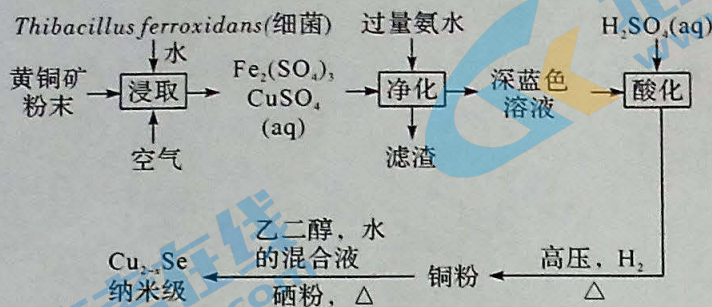 Thibacillus ferroxidans(细菌) 过量氨水 H₂SO₄(aq)
水
黄铜矿
粉末
浸取
Fe₂(SO₄)₃
CuSO₄
(aq)
净化
深蓝色
溶液
酸化
空气
滤渣
乙二醇，水
的混合液
Cu₂₋ₓSe
纳米级
硒粉，△
铜粉
高压，H₂
△